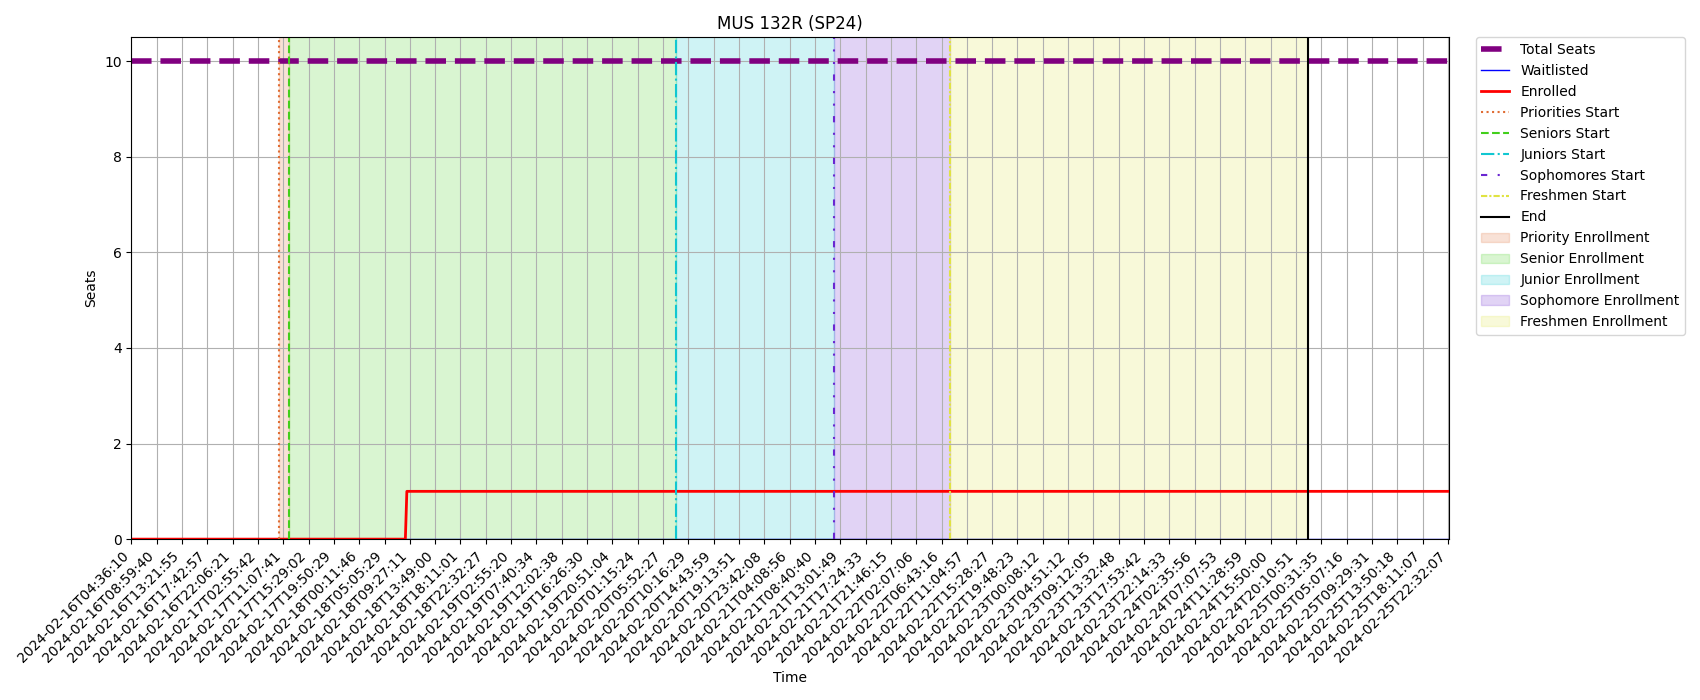 MUS 132R (SP24)
10
8
6
4
2
0
Seats
2024-02-16T04:36:10
2024-02-16T08:59:40
2024-02-16T13:21:55
2024-02-16T17:42:57
2024-02-16T22:06:21
2024-02-17T02:55:42
2024-02-17T11:07:41
2024-02-17T15:29:02
2024-02-17T19:50:29
2024-02-18T00:11:46
2024-02-18T05:05:29
2024-02-18T09:27:11
2024-02-18T13:49:00
2024-02-18T18:11:01
2024-02-18T22:32:27
2024-02-19T02:55:20
2024-02-19T07:40:34
2024-02-19T12:02:38
2024-02-19T16:26:30
2024-02-19T20:51:04
2024-02-20T01:15:24
2024-02-20T05:52:27
2024-02-20T10:16:29
2024-02-20T14:43:59
2024-02-20T19:13:51
2024-02-20T23:42:08
2024-02-21T04:08:56
2024-02-21T08:40:40
2024-02-21T13:01:49
2024-02-21T17:24:33
2024-02-21T21:46:15
2024-02-22T02:07:06
2024-02-22T06:43:16
2024-02-22T11:04:57
2024-02-22T15:28:27
2024-02-22T19:48:23
2024-02-23T00:08:12
2024-02-23T04:51:12
2024-02-23T09:12:05
2024-02-23T13:32:48
2024-02-23T17:53:42
2024-02-23T22:14:33
2024-02-24T02:35:56
2024-02-24T07:07:53
2024-02-24T11:28:59
2024-02-24T15:50:00
2024-02-24T20:10:51
2024-02-25T00:31:35
2024-02-25T05:07:16
2024-02-25T09:29:31
2024-02-25T13:50:18
2024-02-25T18:11:07
2024-02-25T22:32:07
Time
Total Seats
Waitlisted
Enrolled
Priorities Start
Seniors Start
Juniors Start
Sophomores Start
Freshmen Start
End
Priority Enrollment
Senior Enrollment
Junior Enrollment
Sophomore Enrollment
Freshmen Enrollment